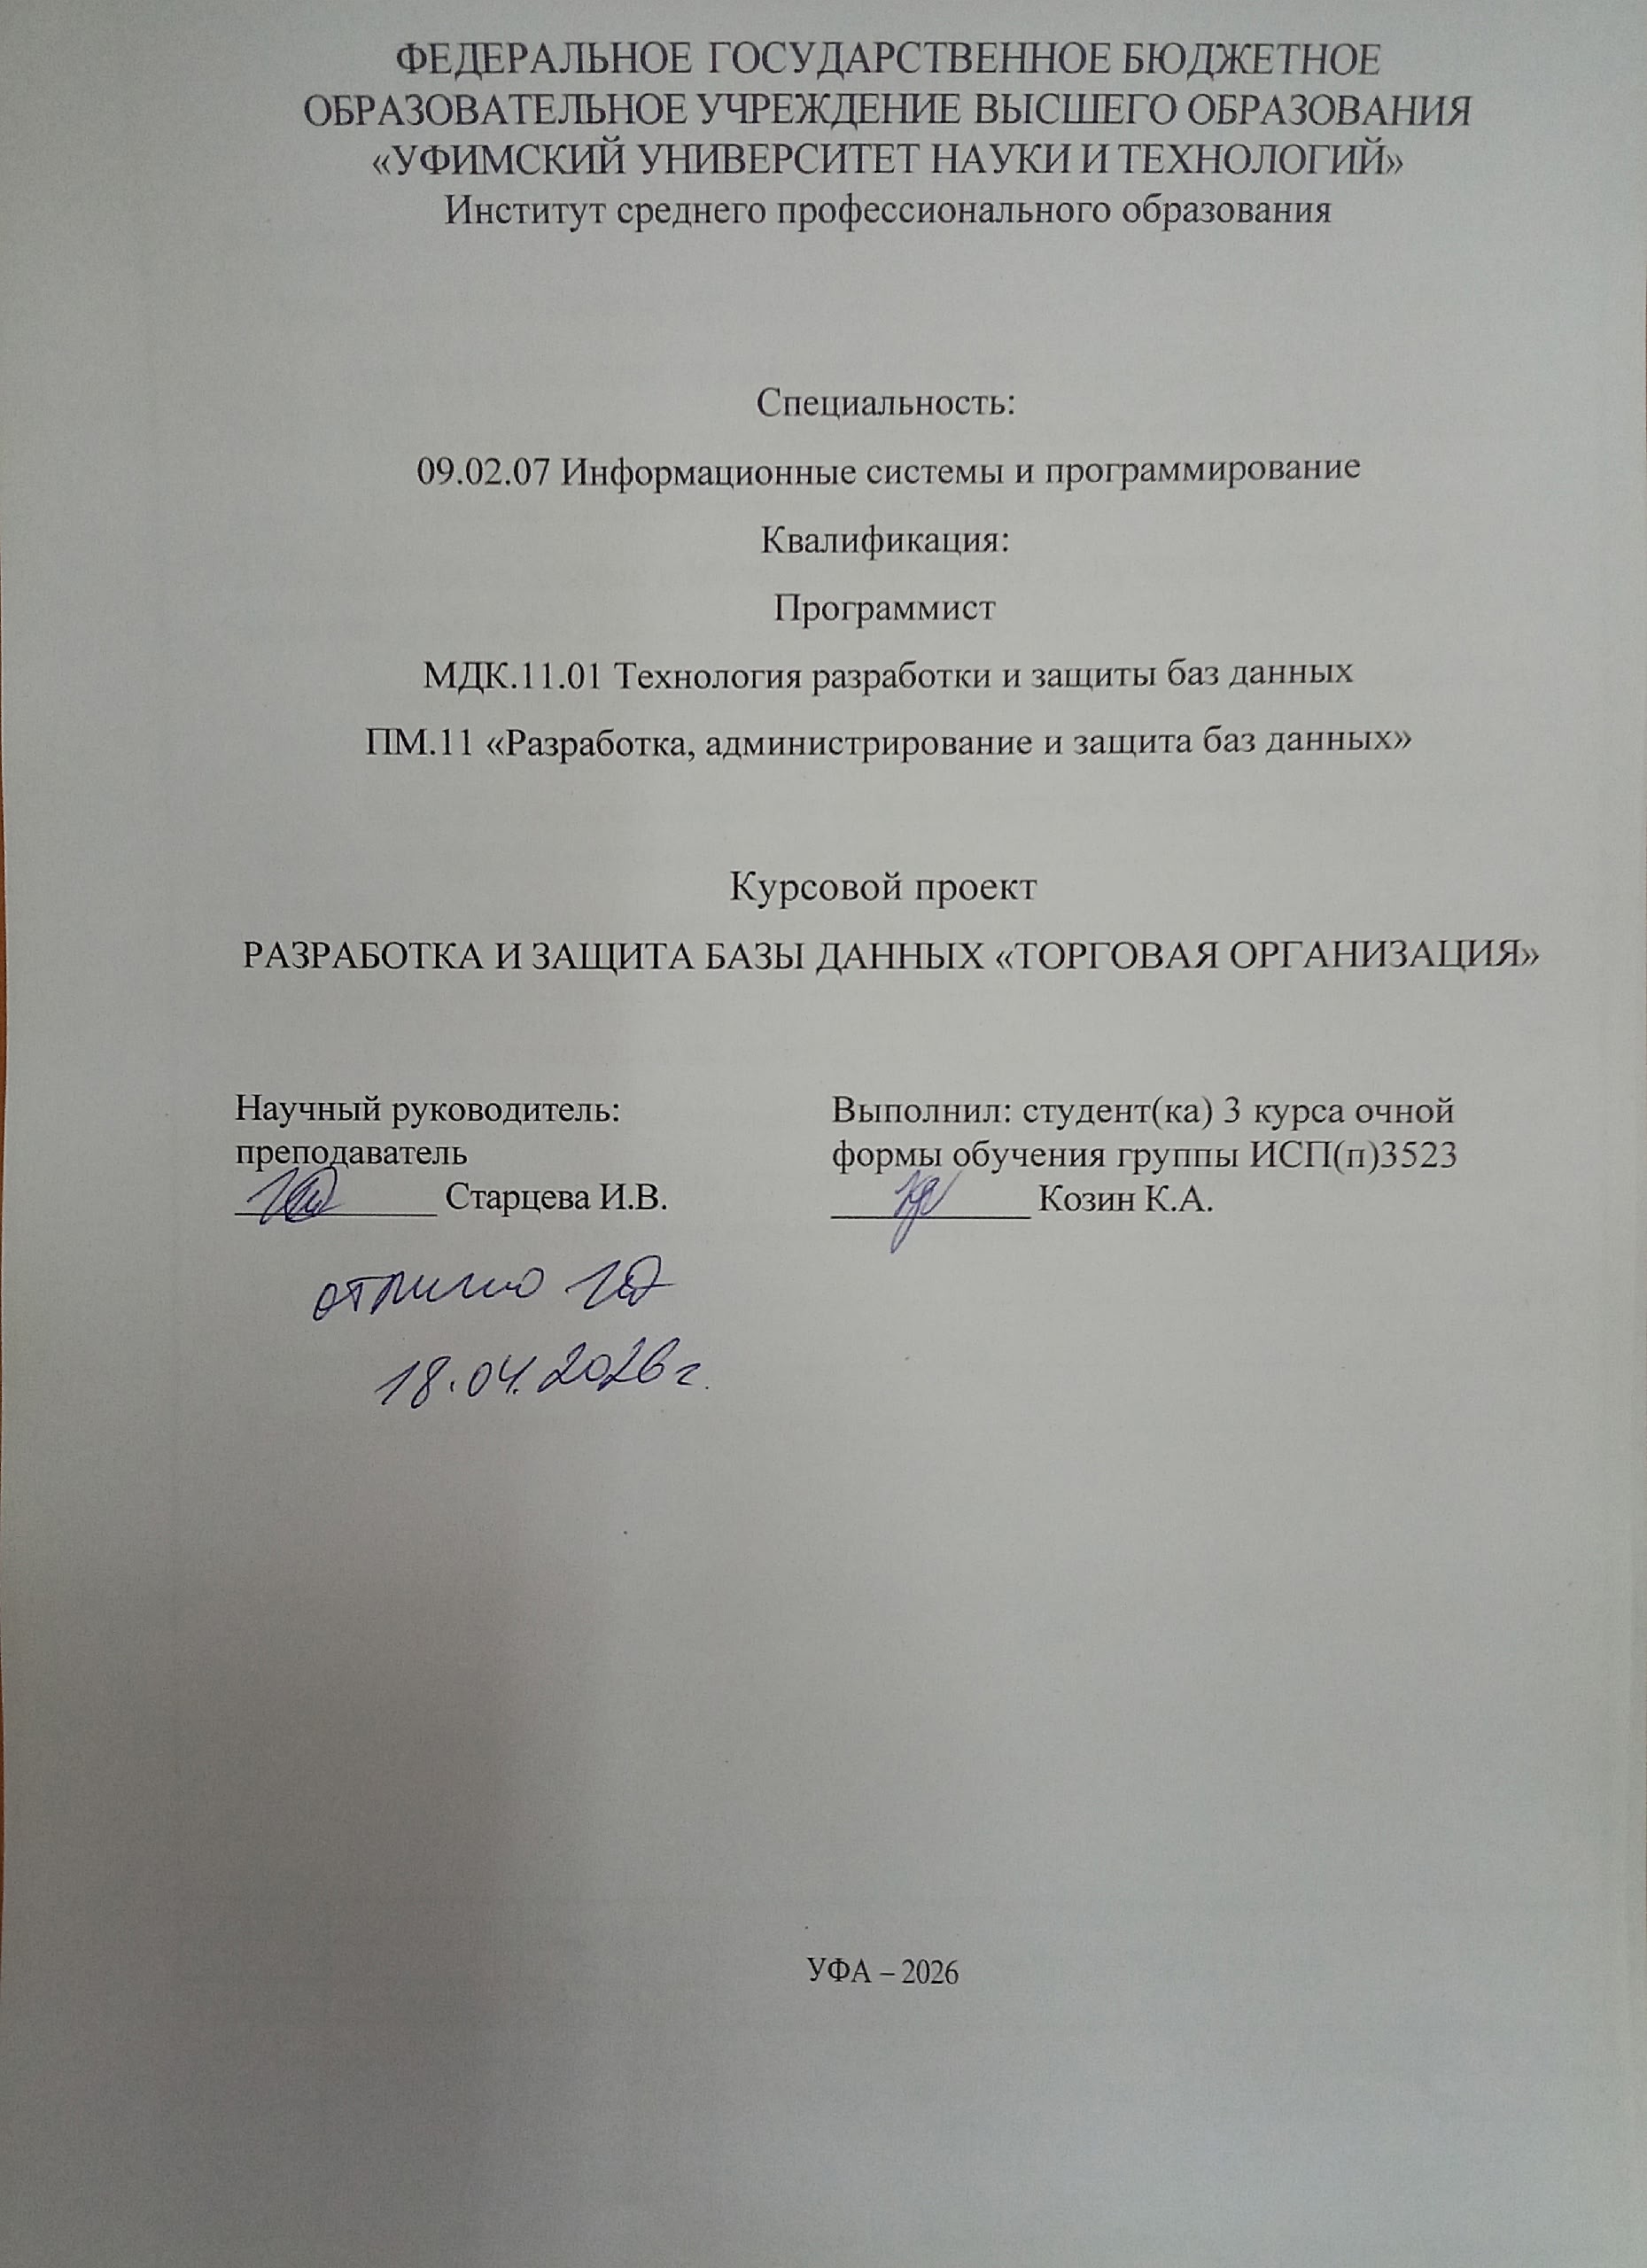 ФЕДЕРАЛЬНОЕ ГОСУДАРСТВЕННОЕ БЮДЖЕТНОЕ
ОБРАЗОВАТЕЛЬНОЕ УЧРЕЖДЕНИЕ ВЫСШЕГО ОБРАЗОВАНИЯ
«УФИМСКИЙ УНИВЕРСИТЕТ НАУКИ И ТЕХНОЛОГИЙ»
Институт среднего профессионального образования
Специальность:
09.02.07 Информационные системы и программирование
Квалификация:
Программист
МДК.11.01 Технология разработки и защиты баз данных
ПМ.11 «Разработка, администрирование и защита баз данных»
Курсовой проект
РАЗРАБОТКА И ЗАЩИТА БАЗЫ ДАННЫХ «ТОРГОВАЯ ОРГАНИЗАЦИЯ»
Научный руководитель:
преподаватель
Старцева И.В.
Выполнил: студент(ка) 3 курса очной
формы обучения группы ИСП(п)3523
Козин К.А.
отлично
18.04.2026 г.
УФА – 2026